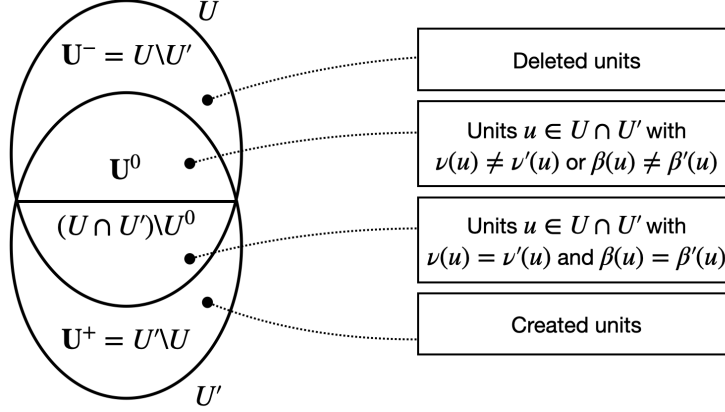 U
𝐔⁻ = U\U′
Deleted units
Units u ∈ U ∩ U′ with
ν(u) ≠ ν′(u) or β(u) ≠ β′(u)
𝐔⁰
(U ∩ U′)\U⁰
Units u ∈ U ∩ U′ with
ν(u) = ν′(u) and β(u) = β′(u)
Created units
𝐔⁺ = U′\U
U′